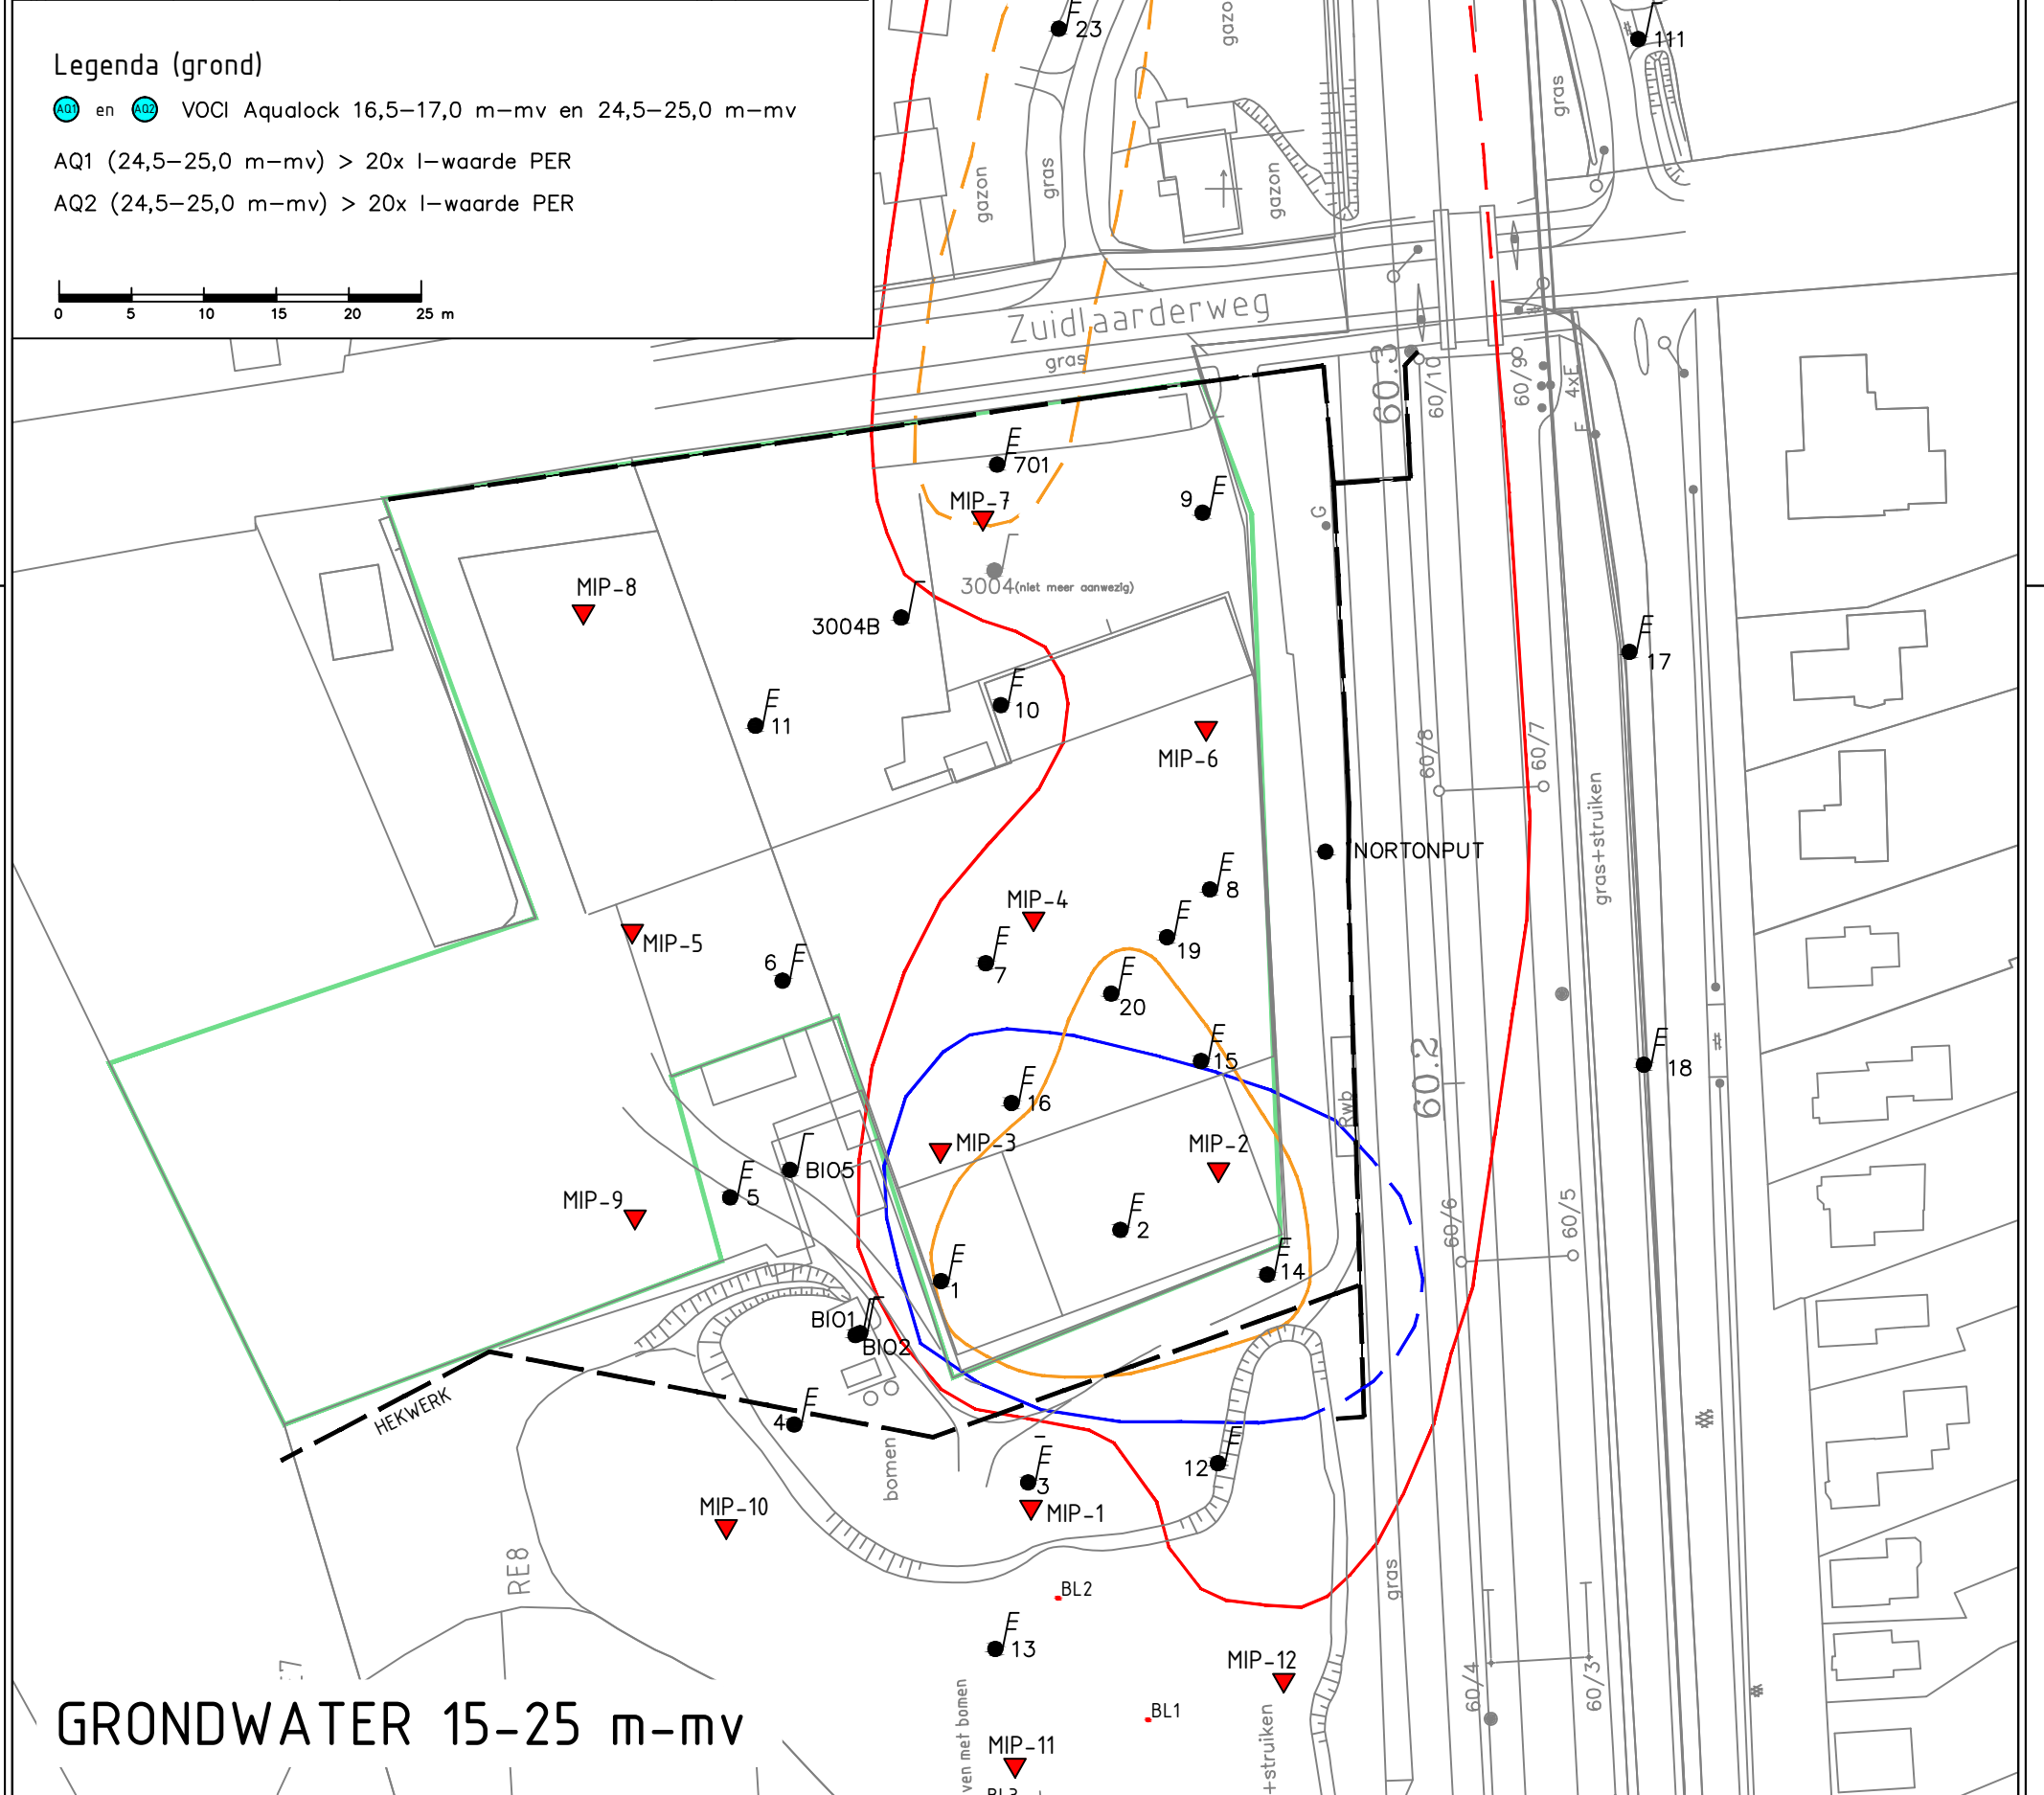 Legenda (grond)
AQ1 en AQ2 VOCl Aqualock 16,5-17,0 m-mv en 24,5-25,0 m-mv
AQ1 (24,5-25,0 m-mv) > 20x I-waarde PER
AQ2 (24,5-25,0 m-mv) > 20x I-waarde PER
0 5 10 15 20 25 m
23
111
gazon
gras
gazon
gras
gazon
Zuidlaarderweg
gras
60.3
60/10
60/9
4xE
F
701
MIP-7
9
G
3004(niet meer aanwezig)
MIP-8
3004B
17
10
11
MIP-6
60/8
60/7
gras+struiken
NORTONPUT
8
MIP-4
19
MIP-5
6
7
20
15
60.2
18
16
Rwb
MIP-3
MIP-2
BIO5
5
MIP-9
2
60/6
60/5
14
1
BIO1
BIO2
HEKWERK
4
bomen
12
3
MIP-1
MIP-10
RE8
gras
BL2
13
MIP-12
60/4
60/3
BL1
ven met bomen
+struiken
GRONDWATER 15-25 m-mv
MIP-11